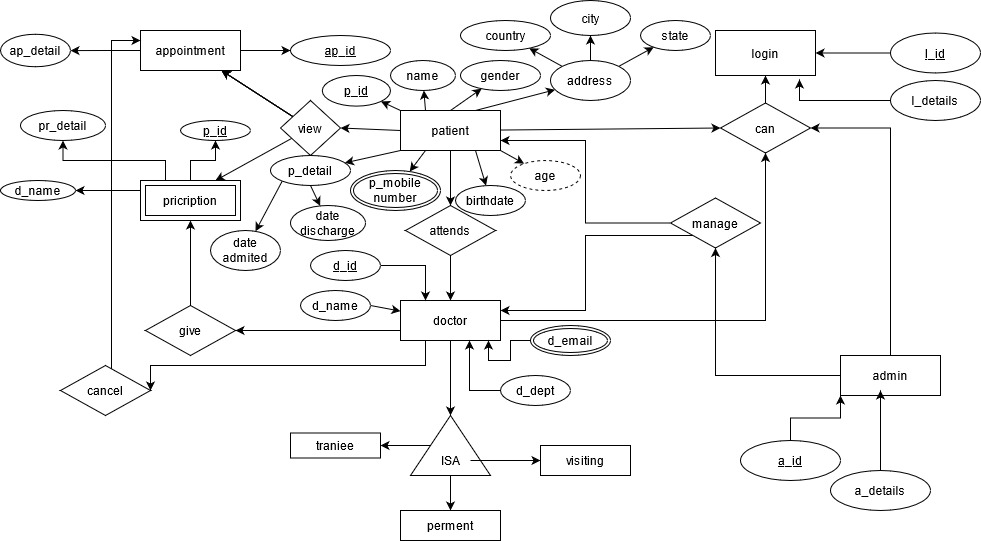 city
country
state
ap_detail
appointment
ap_id
login
l_id
name
gender
address
p_id
l_details
pr_detail
p_id
view
patient
can
p_detail
age
d_name
pricription
p_mobile
number
birthdate
date
discharge
manage
attends
date
admited
d_id
d_name
doctor
give
d_email
cancel
d_dept
admin
traniee
ISA
visiting
a_id
a_details
perment